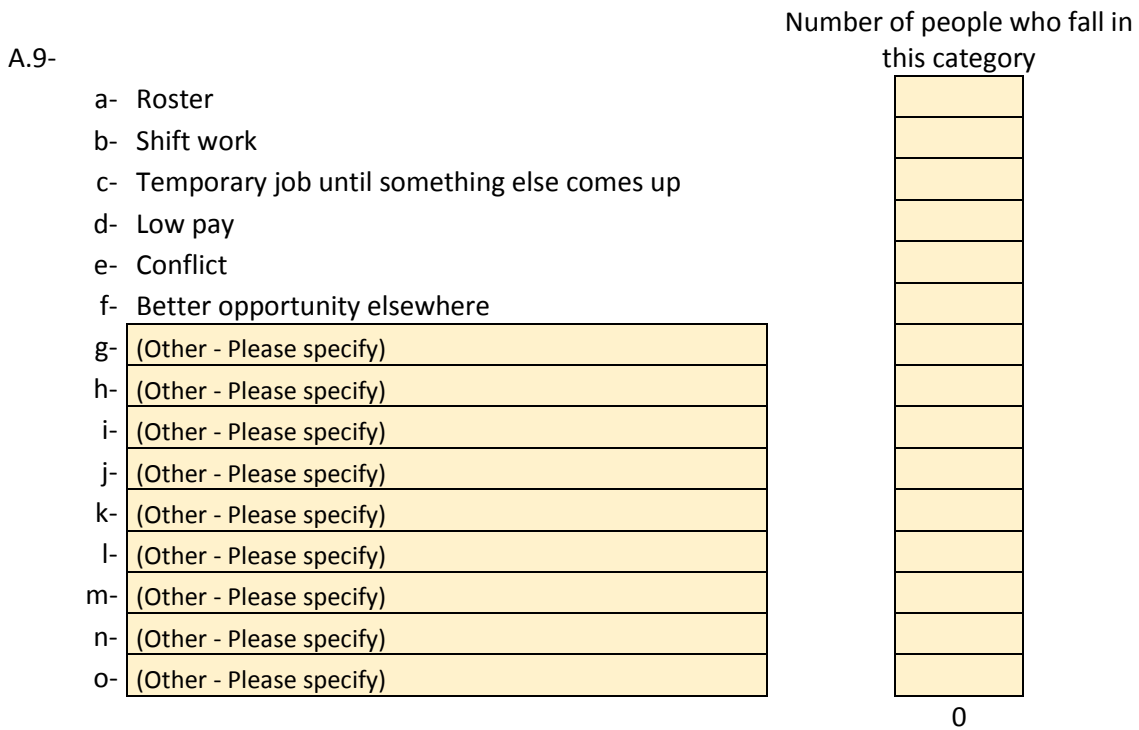 Number of people who fall in
A.9- this category
a- Roster
b- Shift work
c- Temporary job until something else comes up
d- Low pay
e- Conflict
f- Better opportunity elsewhere
g- (Other - Please specify)
h- (Other - Please specify)
i- (Other - Please specify)
j- (Other - Please specify)
k- (Other - Please specify)
l- (Other - Please specify)
m- (Other - Please specify)
n- (Other - Please specify)
o- (Other - Please specify)
0